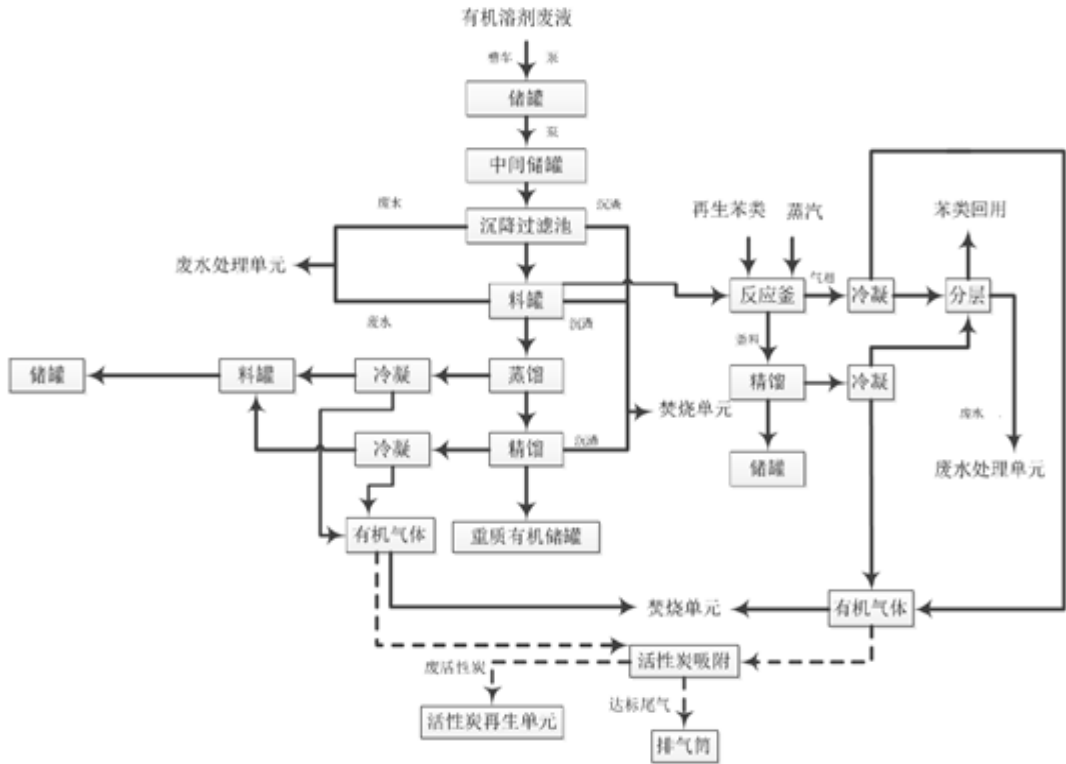 有机溶剂废液
槽车 泵
储罐
泵
中间储罐
废水 沉渣
沉降过滤池
再生苯类 蒸汽
苯类回用
废水处理单元
料罐
反应釜
气相
冷凝
分层
废水
沉渣
釜料
储罐
料罐
冷凝
蒸馏
精馏
冷凝
焚烧单元
废水
冷凝
精馏
沉渣
储罐
废水处理单元
有机气体
重质有机储罐
焚烧单元
有机气体
活性炭吸附
废活性炭
达标尾气
活性炭再生单元
排气筒